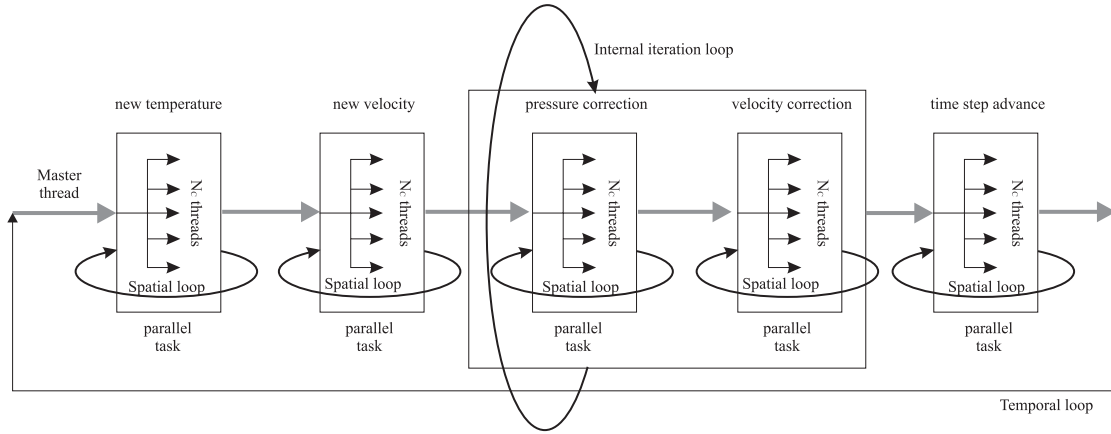 Internal iteration loop
new temperature
new velocity
pressure correction
velocity correction
time step advance
Master
thread
NC threads
NC threads
NC threads
NC threads
NC threads
Spatial loop
Spatial loop
Spatial loop
Spatial loop
Spatial loop
parallel
task
parallel
task
parallel
task
parallel
task
parallel
task
Temporal loop